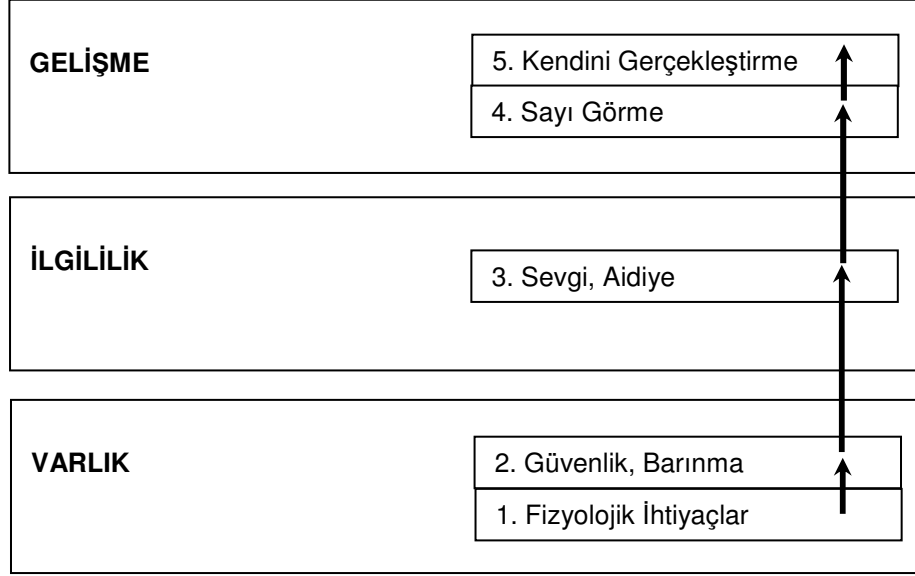 GELİŞME
5. Kendini Gerçekleştirme
4. Sayı Görme
İLGİLİLİK
3. Sevgi, Aidiye
VARLIK
2. Güvenlik, Barınma
1. Fizyolojik İhtiyaçlar